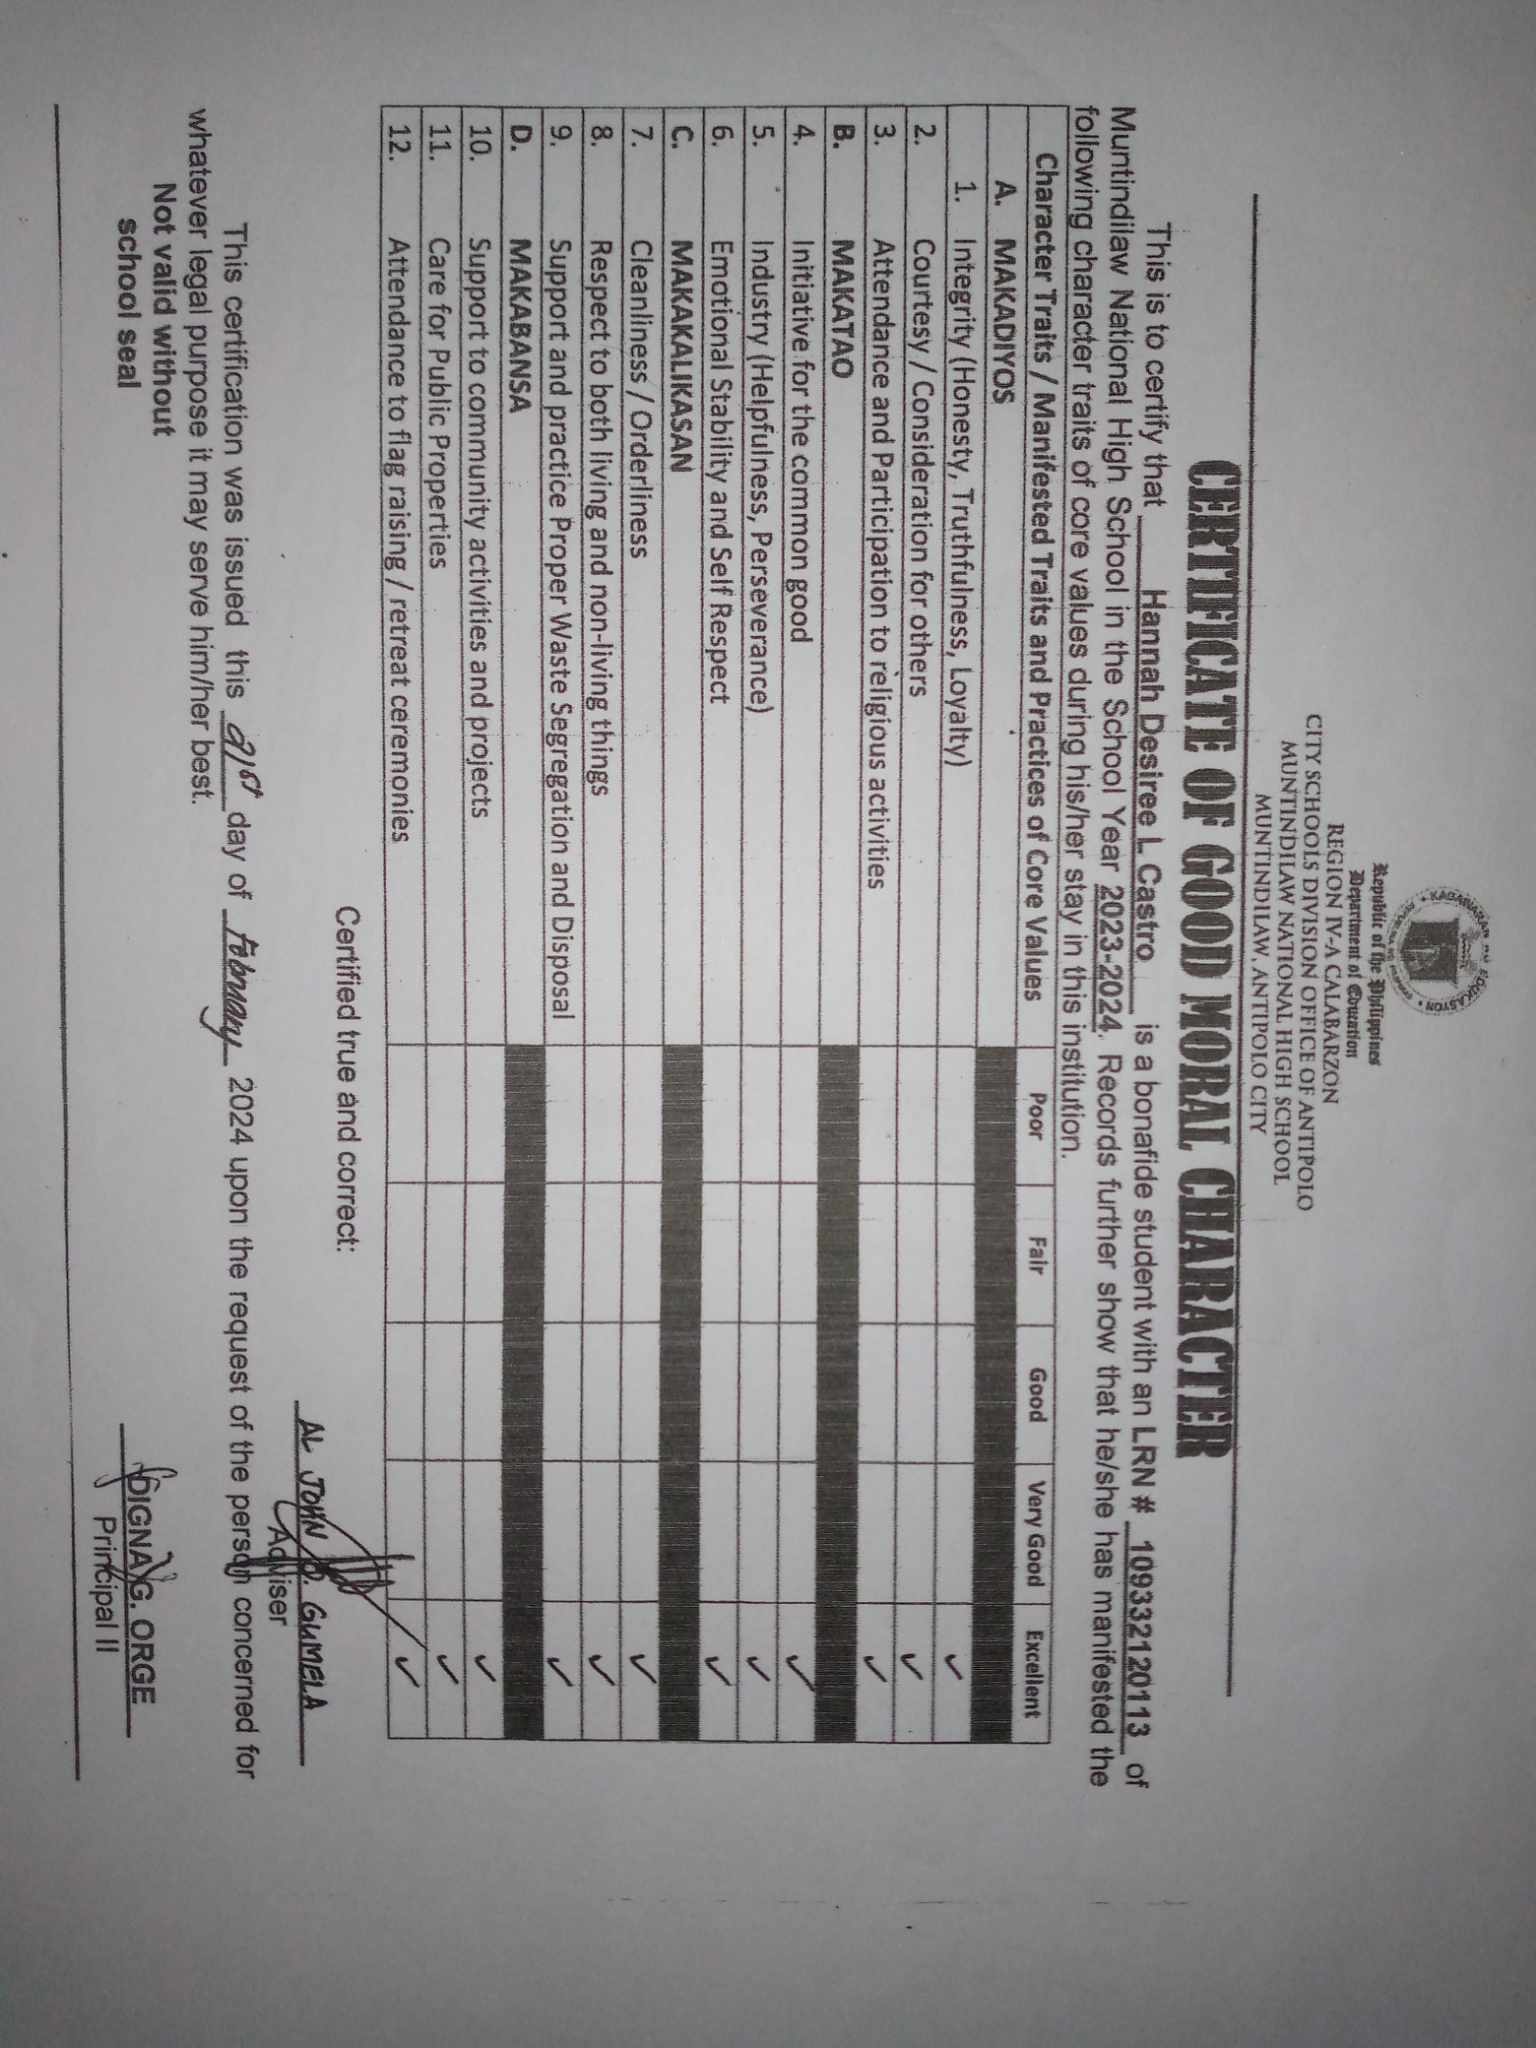 Republic of the Philippines
Department of Education
REGION IV-A CALABARZON
CITY SCHOOLS DIVISION OFFICE OF ANTIPOLO
MUNTINDILAW NATIONAL HIGH SCHOOL
MUNTINDILAW, ANTIPOLO CITY
CERTIFICATE OF GOOD MORAL CHARACTER
This is to certify that Hannah Desiree L Castro is a bonafide student with an LRN # 109332120113 of
Muntindilaw National High School in the School Year 2023-2024. Records further show that he/she has manifested the
following character traits of core values during his/her stay in this institution.
Character Traits / Manifested Traits and Practices of Core Values Poor Fair Good Very Good Excellent
A. MAKADIYOS
1. Integrity (Honesty, Truthfulness, Loyalty) ✓
2. Courtesy / Consideration for others ✓
3. Attendance and Participation to religious activities ✓
B. MAKATAO
4. Initiative for the common good ✓
5. Industry (Helpfulness, Perseverance) ✓
6. Emotional Stability and Self Respect ✓
C. MAKAKALIKASAN
7. Cleanliness / Orderliness ✓
8. Respect to both living and non-living things ✓
9. Support and practice Proper Waste Segregation and Disposal ✓
D. MAKABANSA
10. Support to community activities and projects ✓
11. Care for Public Properties ✓
12. Attendance to flag raising / retreat ceremonies ✓
Certified true and correct:
AL JOHN D. GUMELA
Adviser
This certification was issued this 21st day of February 2024 upon the request of the person concerned for
whatever legal purpose it may serve him/her best.
Not valid without
school seal
DIGNA G. ORGE
Principal II